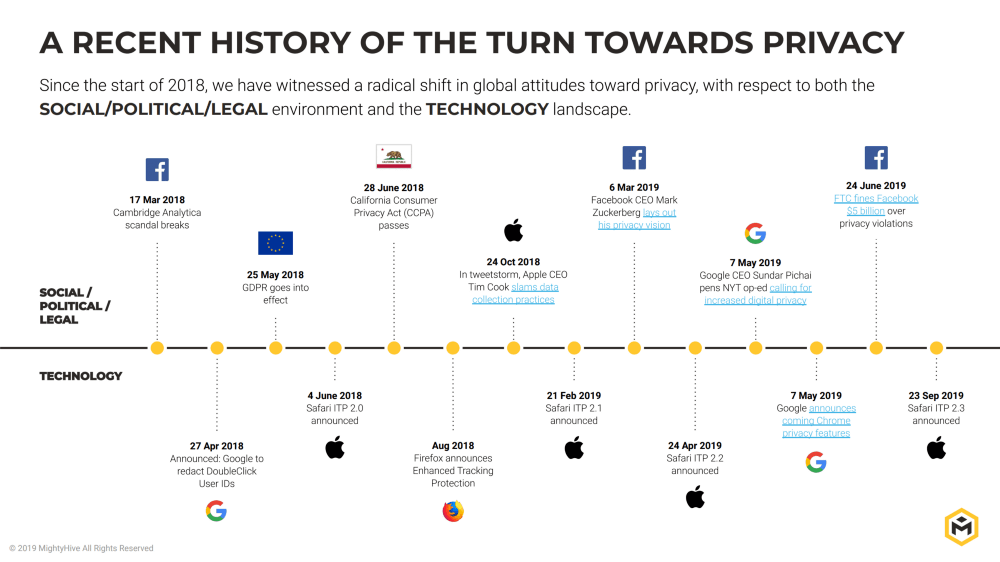 A RECENT HISTORY OF THE TURN TOWARDS PRIVACY
Since the start of 2018, we have witnessed a radical shift in global attitudes toward privacy, with respect to both the
SOCIAL/POLITICAL/LEGAL environment and the TECHNOLOGY landscape.
17 Mar 2018
Cambridge Analytica
scandal breaks
25 May 2018
GDPR goes into
effect
28 June 2018
California Consumer
Privacy Act (CCPA)
passes
24 Oct 2018
In tweetstorm, Apple CEO
Tim Cook slams data
collection practices
6 Mar 2019
Facebook CEO Mark
Zuckerberg lays out
his privacy vision
7 May 2019
Google CEO Sundar Pichai
pens NYT op-ed calling for
increased digital privacy
24 June 2019
FTC fines Facebook
$5 billion over
privacy violations
SOCIAL /
POLITICAL /
LEGAL
TECHNOLOGY
27 Apr 2018
Announced: Google to
redact DoubleClick
User IDs
4 June 2018
Safari ITP 2.0
announced
Aug 2018
Firefox announces
Enhanced Tracking
Protection
21 Feb 2019
Safari ITP 2.1
announced
24 Apr 2019
Safari ITP 2.2
announced
7 May 2019
Google announces
coming Chrome
privacy features
23 Sep 2019
Safari ITP 2.3
announced
© 2019 MightyHive All Rights Reserved